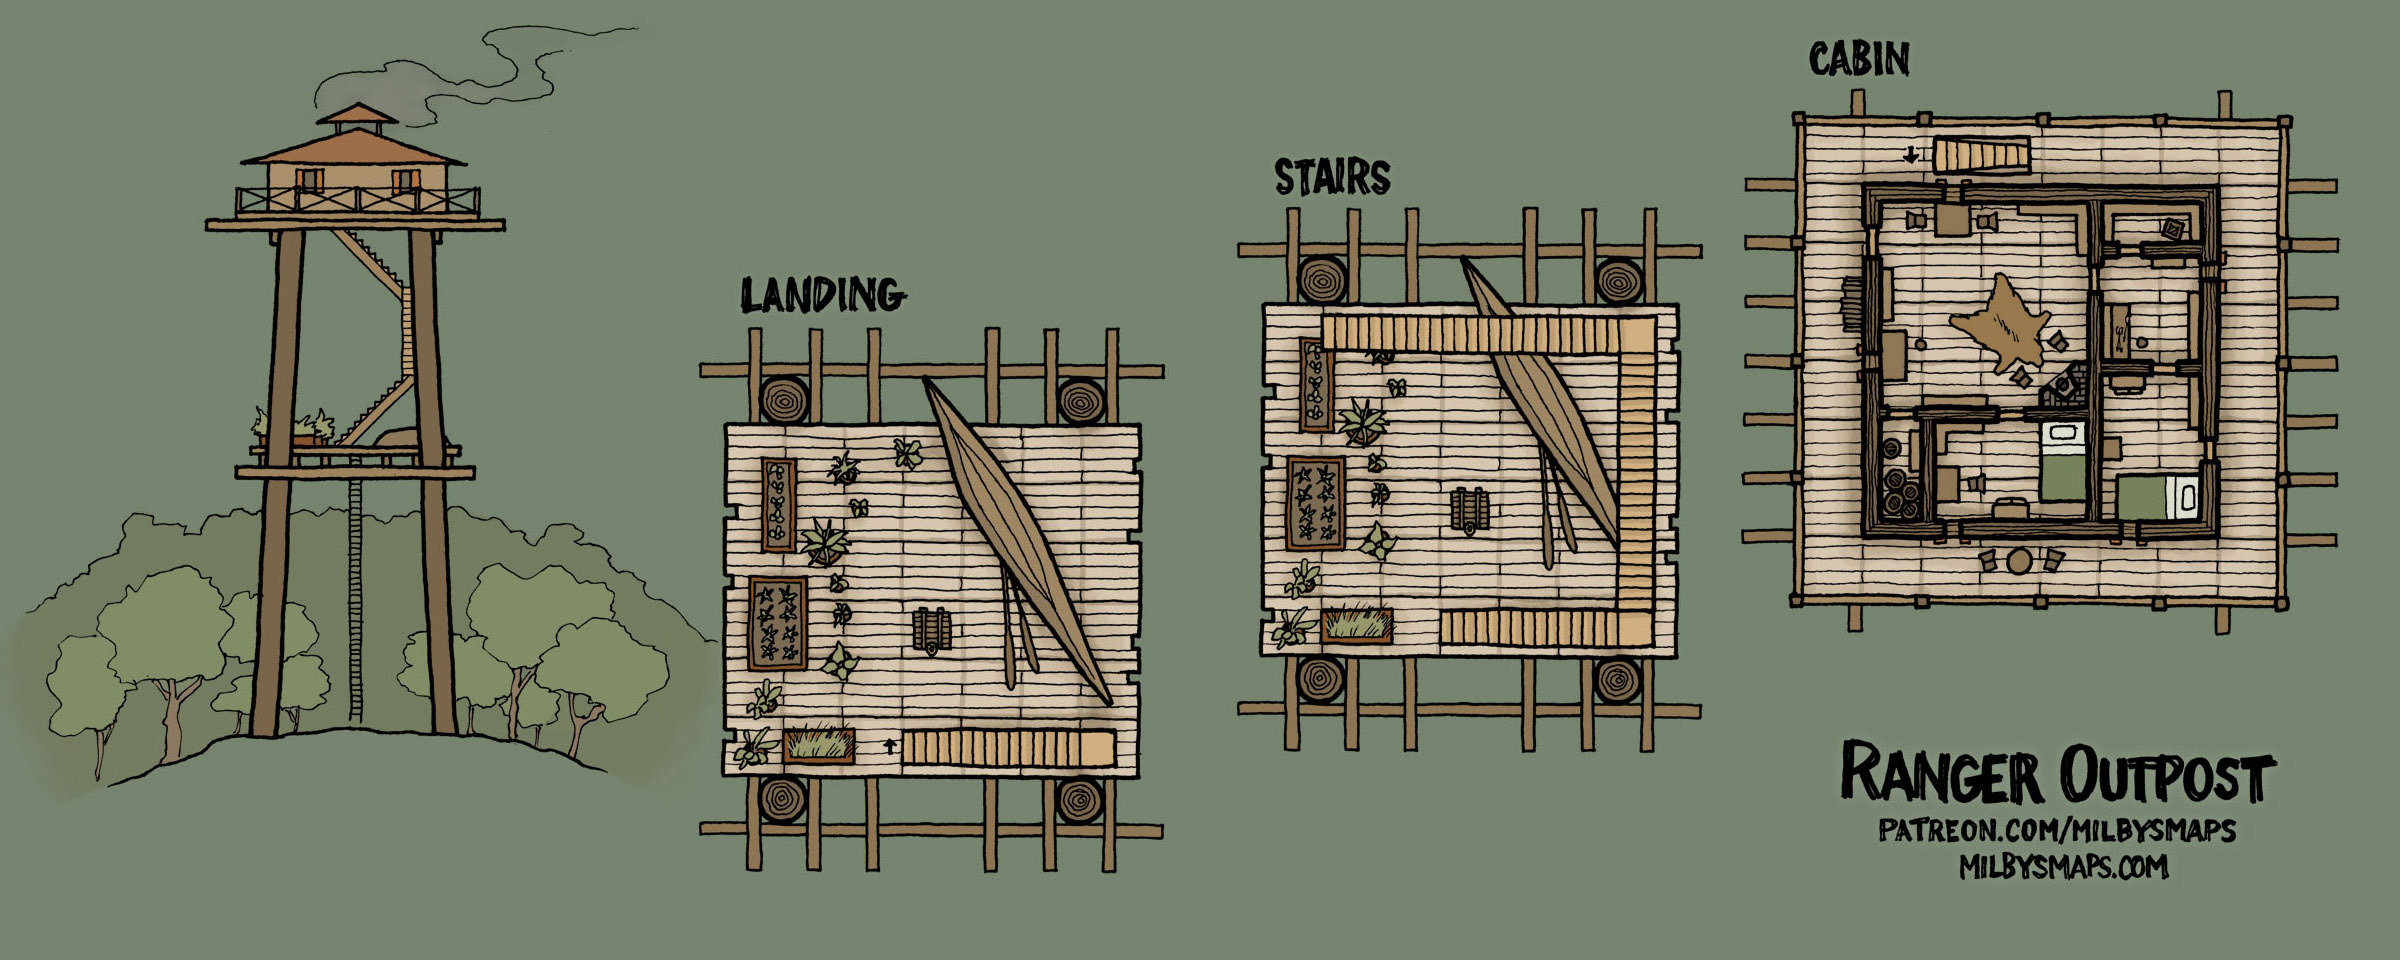 CABIN
STAIRS
LANDING
RANGER OUTPOST
PATREON.COM/MILBYSMAPS
MILBYSMAPS.COM